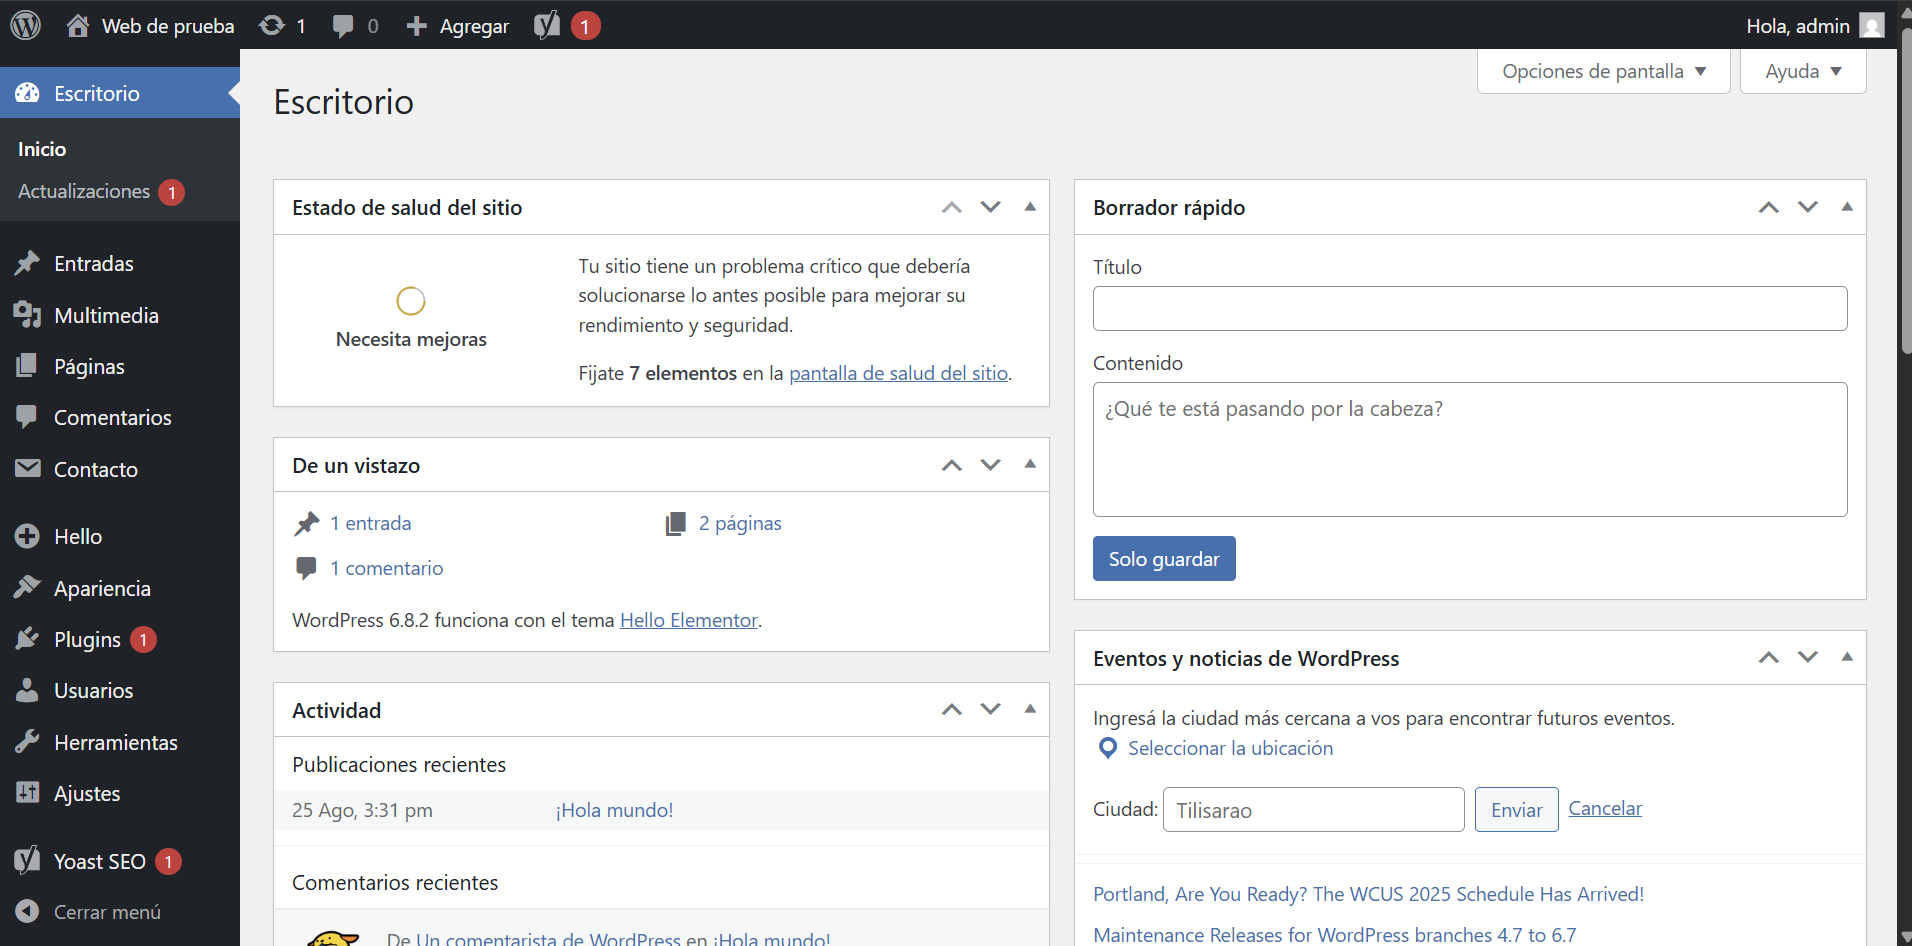 Web de prueba 1 0 Agregar 1 Hola, admin
Escritorio
Inicio
Actualizaciones 1
Entradas
Multimedia
Páginas
Comentarios
Contacto
Hello
Apariencia
Plugins 1
Usuarios
Herramientas
Ajustes
Yoast SEO 1
Cerrar menú
Opciones de pantalla
Ayuda
Escritorio
Estado de salud del sitio
Necesita mejoras
Tu sitio tiene un problema crítico que debería
solucionarse lo antes posible para mejorar su
rendimiento y seguridad.
Fijate 7 elementos en la pantalla de salud del sitio.
De un vistazo
1 entrada
2 páginas
1 comentario
WordPress 6.8.2 funciona con el tema Hello Elementor.
Actividad
Publicaciones recientes
25 Ago, 3:31 pm ¡Hola mundo!
Comentarios recientes
De Un comentarista de WordPress en ¡Hola mundo!
Borrador rápido
Título
Contenido
¿Qué te está pasando por la cabeza?
Solo guardar
Eventos y noticias de WordPress
Ingresá la ciudad más cercana a vos para encontrar futuros eventos.
Seleccionar la ubicación
Ciudad: Tilisarao Enviar Cancelar
Portland, Are You Ready? The WCUS 2025 Schedule Has Arrived!
Maintenance Releases for WordPress branches 4.7 to 6.7